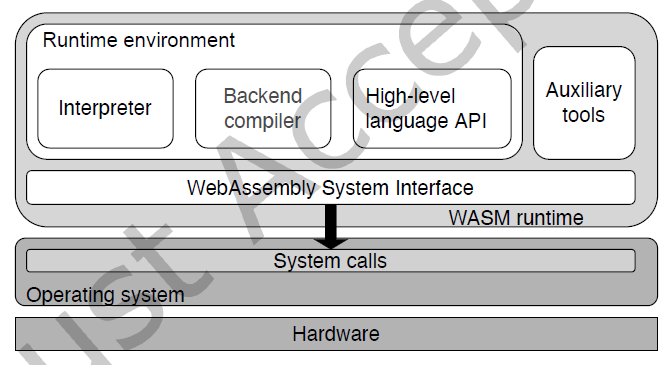 Runtime environment
Interpreter
Backend
compiler
High-level
language API
Auxiliary
tools
WebAssembly System Interface
WASM runtime
System calls
Operating system
Hardware
ust Accep